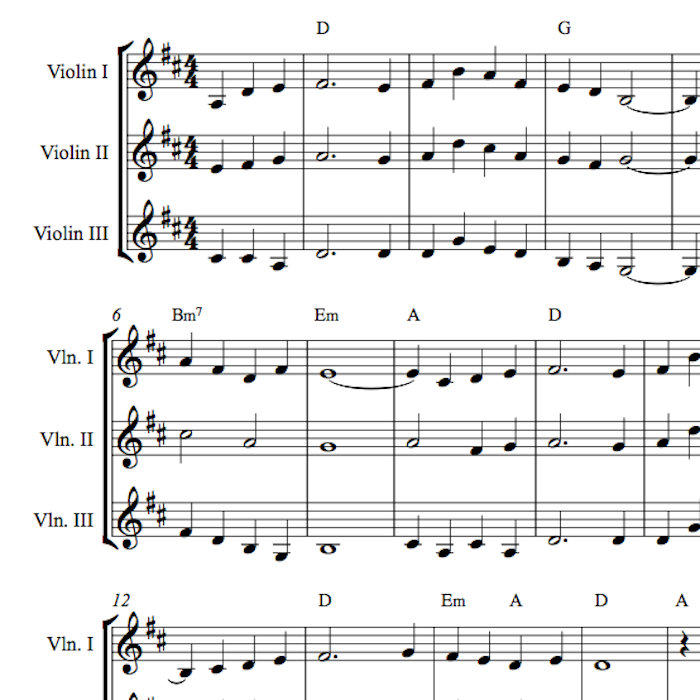 D G
Violin I
Violin II
Violin III
6 Bm7 Em A D
Vln. I
Vln. II
Vln. III
12 D Em A D A
Vln. I